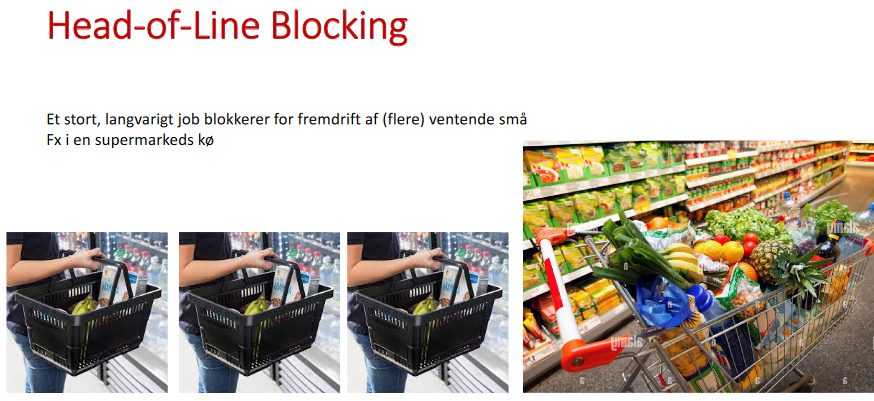 Head-of-Line Blocking
Et stort, langvarigt job blokkerer for fremdrift af (flere) ventende små
Fx i en supermarkeds kø